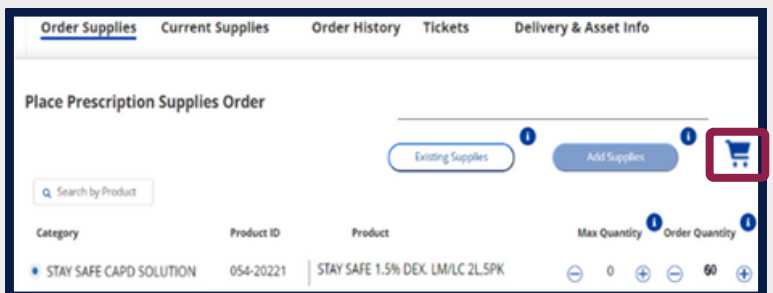 Order Supplies Current Supplies Order History Tickets Delivery & Asset Info
Place Prescription Supplies Order
Existing Supplies Add Supplies
Search by Product
Category Product ID Product Max Quantity Order Quantity
STAY SAFE CAPD SOLUTION 054-20221 STAY SAFE 1.5% DEX. LM/LC 2L,5PK 0 60